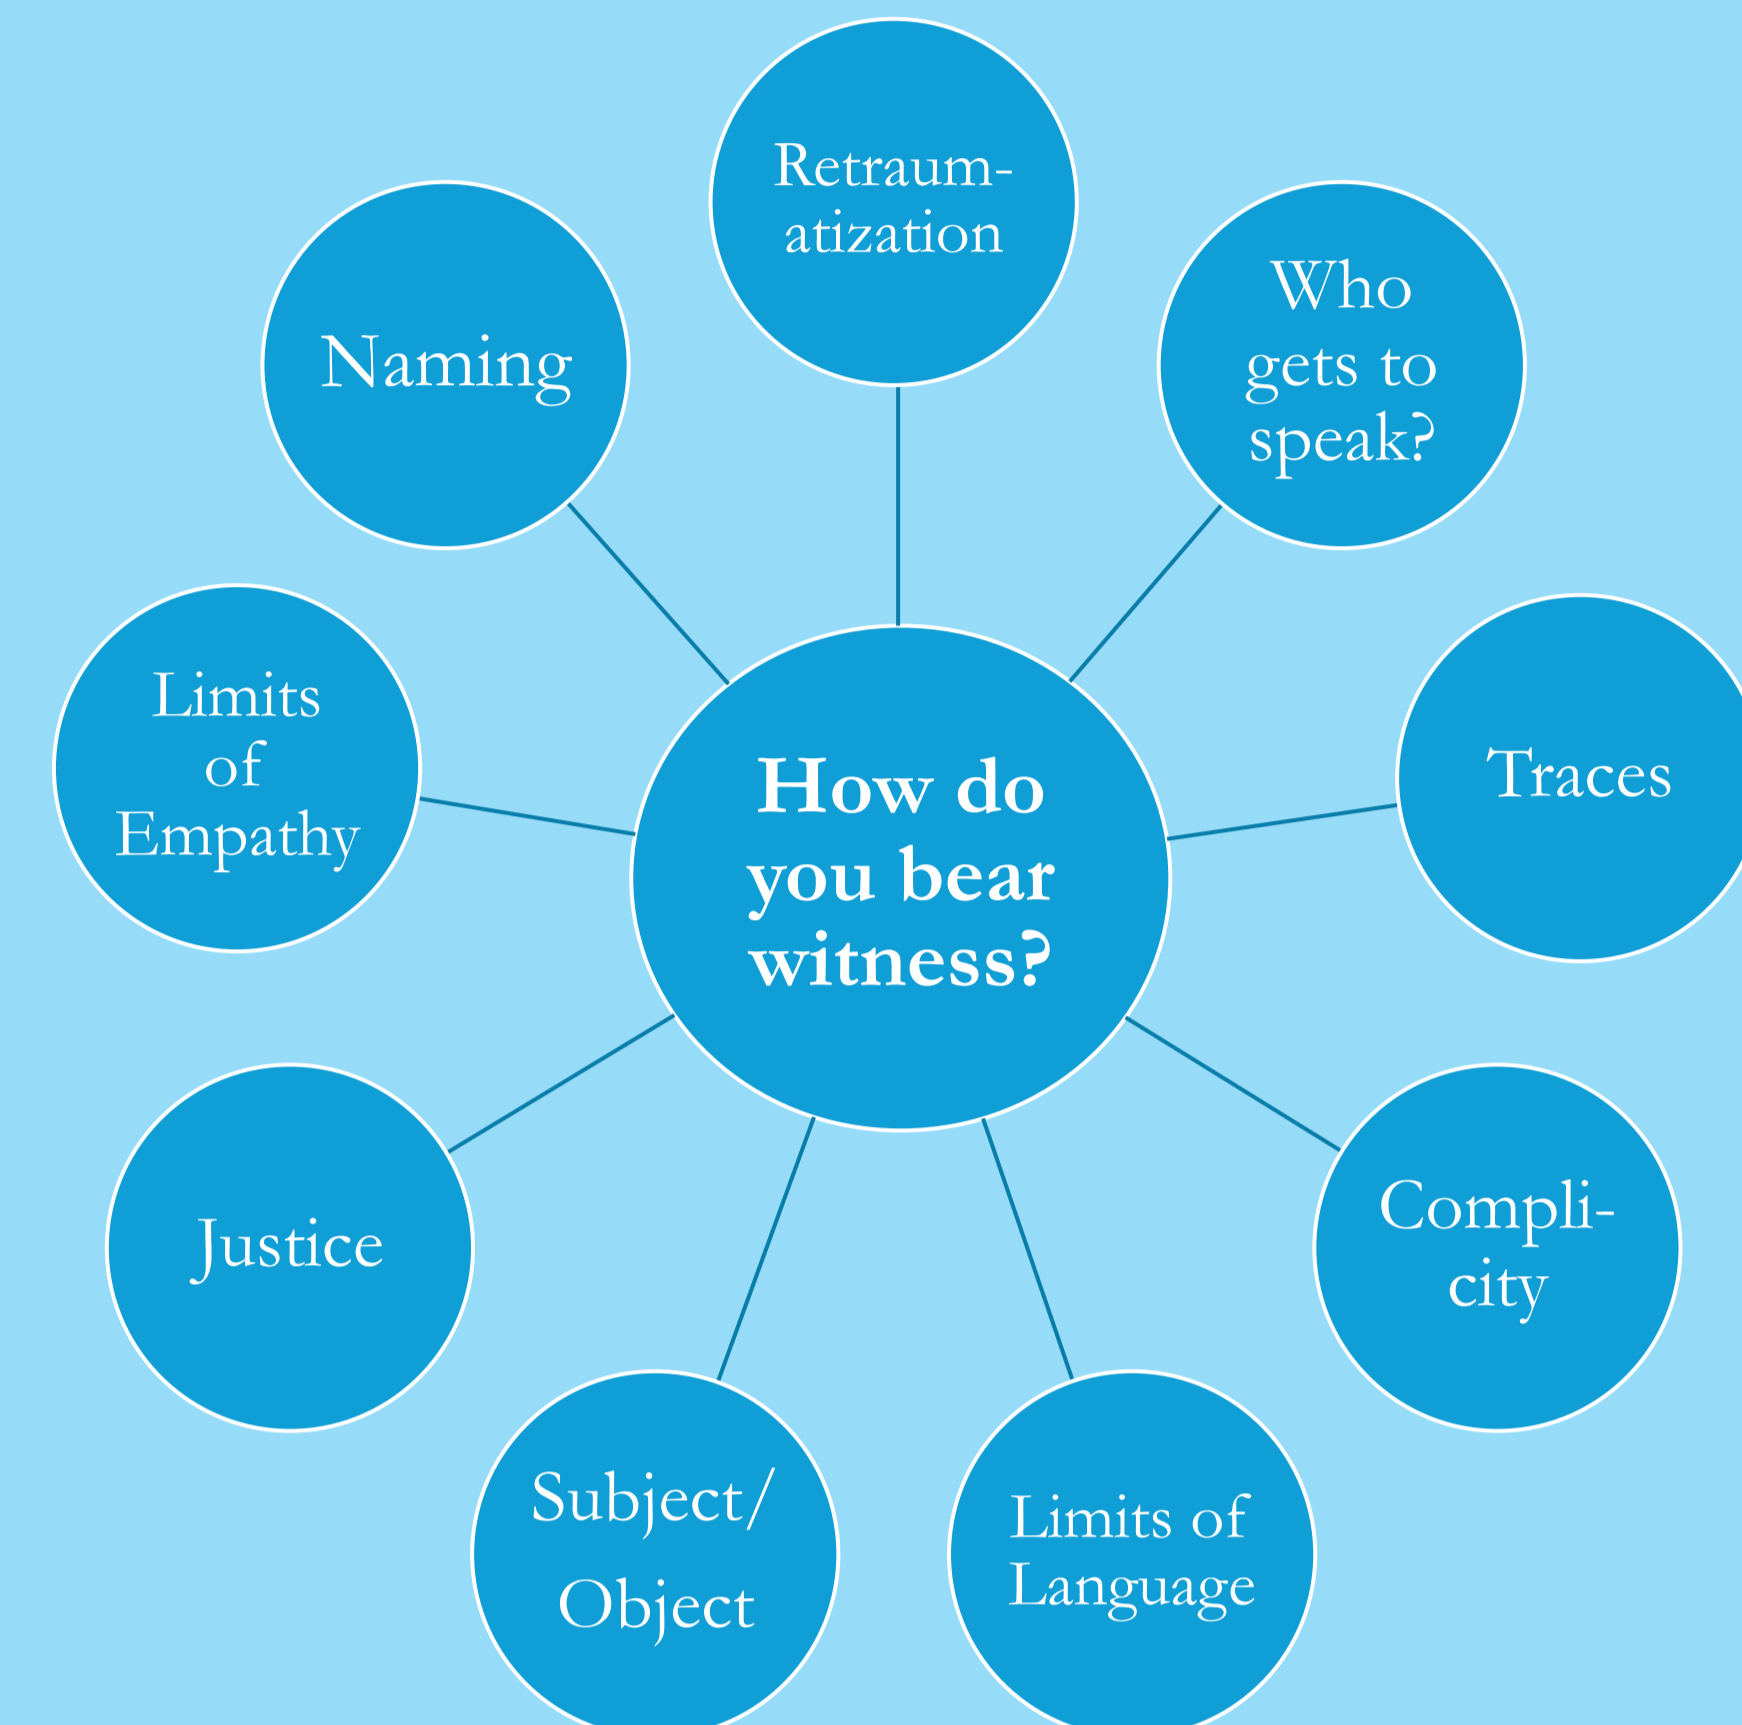 Retraum-
atization
Naming
Who
gets to
speak?
Limits
of
Empathy
Traces
How do
you bear
witness?
Justice
Compli-
city
Subject/
Object
Limits of
Language